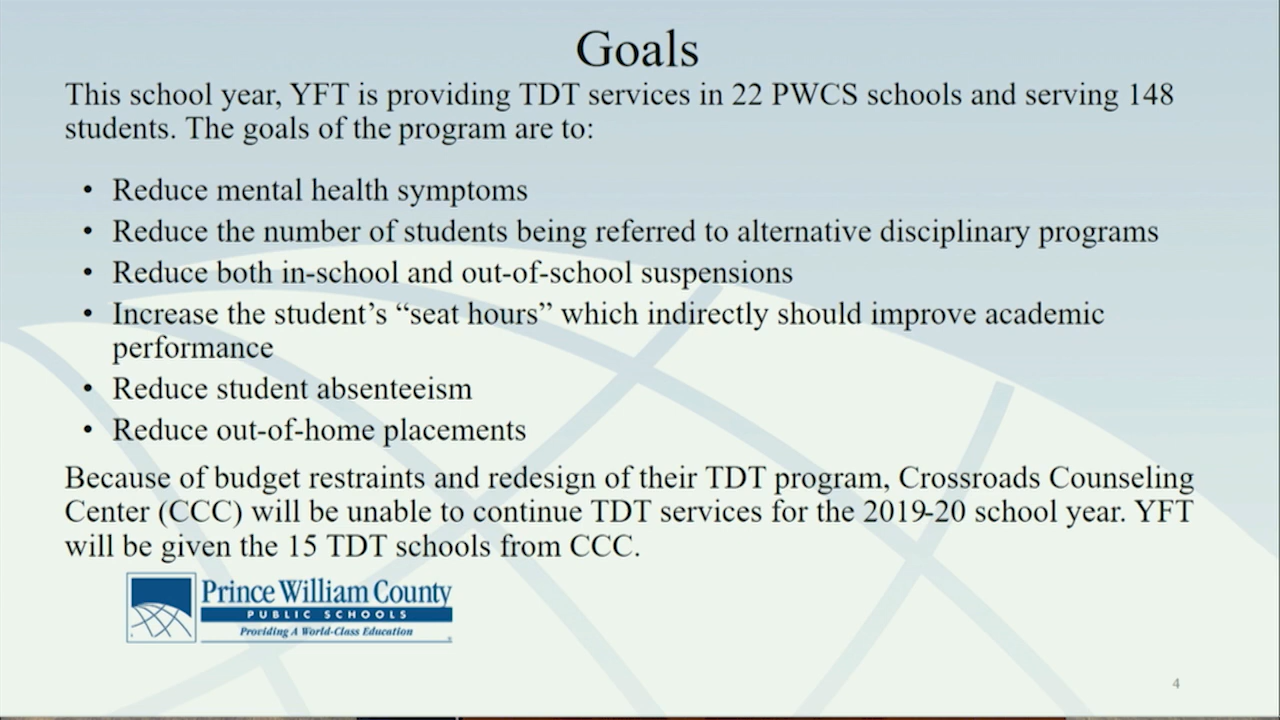 Goals
This school year, YFT is providing TDT services in 22 PWCS schools and serving 148
students. The goals of the program are to:
• Reduce mental health symptoms
• Reduce the number of students being referred to alternative disciplinary programs
• Reduce both in-school and out-of-school suspensions
• Increase the student’s “seat hours” which indirectly should improve academic
performance
• Reduce student absenteeism
• Reduce out-of-home placements
Because of budget restraints and redesign of their TDT program, Crossroads Counseling
Center (CCC) will be unable to continue TDT services for the 2019-20 school year. YFT
will be given the 15 TDT schools from CCC.
Prince William County
PUBLIC SCHOOLS
Providing A World-Class Education
4